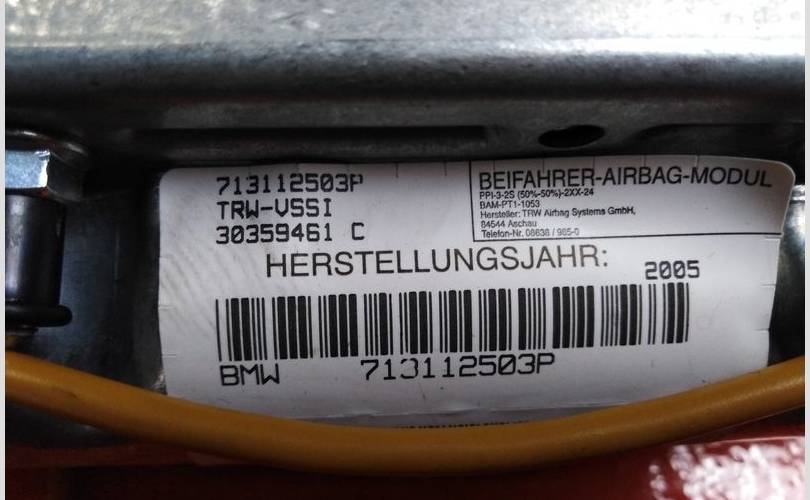 713112503P
TRW-VSSI
30359461 C
BEIFAHRER-AIRBAG-MODUL
PPI-3-2S (50%-50%)-2XX-24
BAM-PT1-1053
Hersteller: TRW Airbag Systems GmbH,
84544 Aschau
Telefon-Nr. 08638 / 985-0
HERSTELLUNGSJAHR: 2005
BMW 713112503P